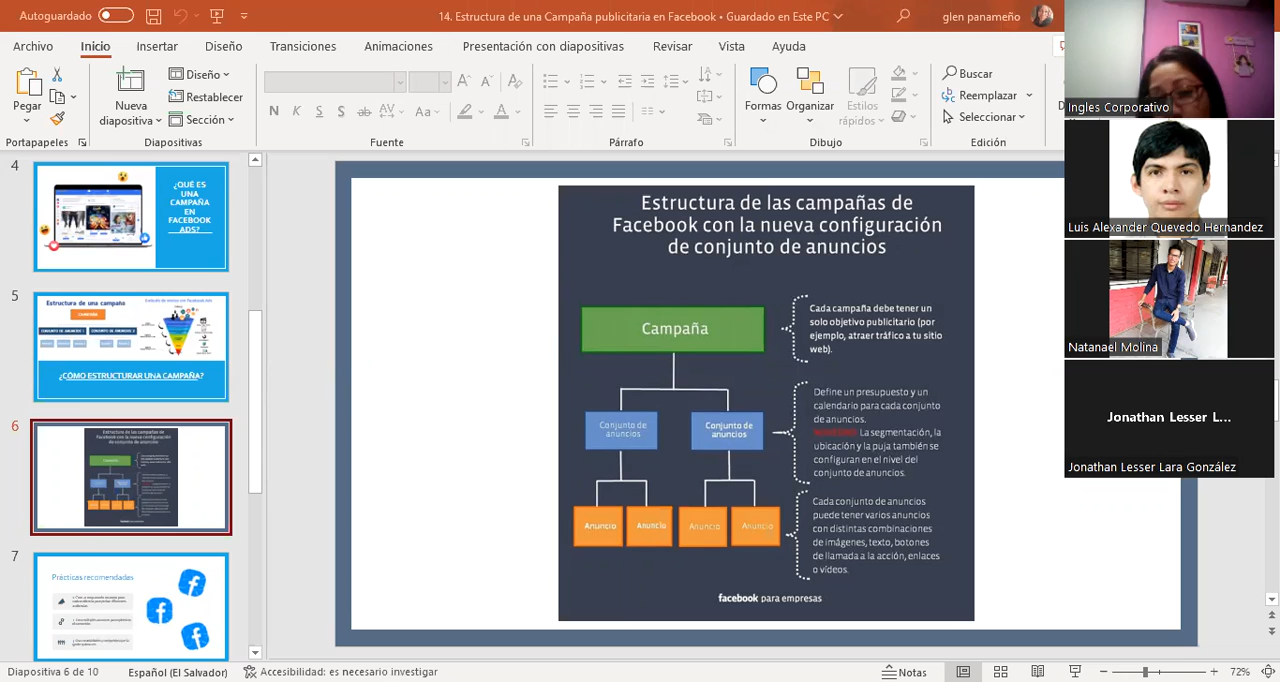 Autoguardado
14. Estructura de una Campaña publicitaria en Facebook • Guardado en Este PC
glen panameño
Archivo
Inicio
Insertar
Diseño
Transiciones
Animaciones
Presentación con diapositivas
Revisar
Vista
Ayuda
Pegar
Nueva
diapositiva
Diseño
Restablecer
Sección
N K S S ab AV Aa A
Formas
Organizar
Estilos
rápidos
Buscar
Reemplazar
Seleccionar
Portapapeles
Diapositivas
Fuente
Párrafo
Dibujo
Edición
4
¿QUÉ ES
UNA
CAMPAÑA
EN
FACEBOOK
ADS?
5
Estructura de una campaña
¿CÓMO ESTRUCTURAR UNA CAMPAÑA?
6
7
Prácticas recomendadas
Estructura de las campañas de
Facebook con la nueva configuración
de conjunto de anuncios
Campaña
Cada campaña debe tener un
solo objetivo publicitario (por
ejemplo, atraer tráfico a tu sitio
web).
Conjunto de
anuncios
Conjunto de
anuncios
Define un presupuesto y un
calendario para cada conjunto
de anuncios.
La segmentación, la
ubicación y la puja también se
configuran en el nivel del
conjunto de anuncios.
Anuncio
Anuncio
Anuncio
Anuncio
Cada conjunto de anuncios
puede tener varios anuncios
con distintas combinaciones
de imágenes, texto, botones
de llamada a la acción, enlaces
o vídeos.
facebook para empresas
Ingles Corporativo
Luis Alexander Quevedo Hernandez
Natanael Molina
Jonathan Lesser L...
Jonathan Lesser Lara González
Diapositiva 6 de 10
Español (El Salvador)
Accesibilidad: es necesario investigar
Notas
72%